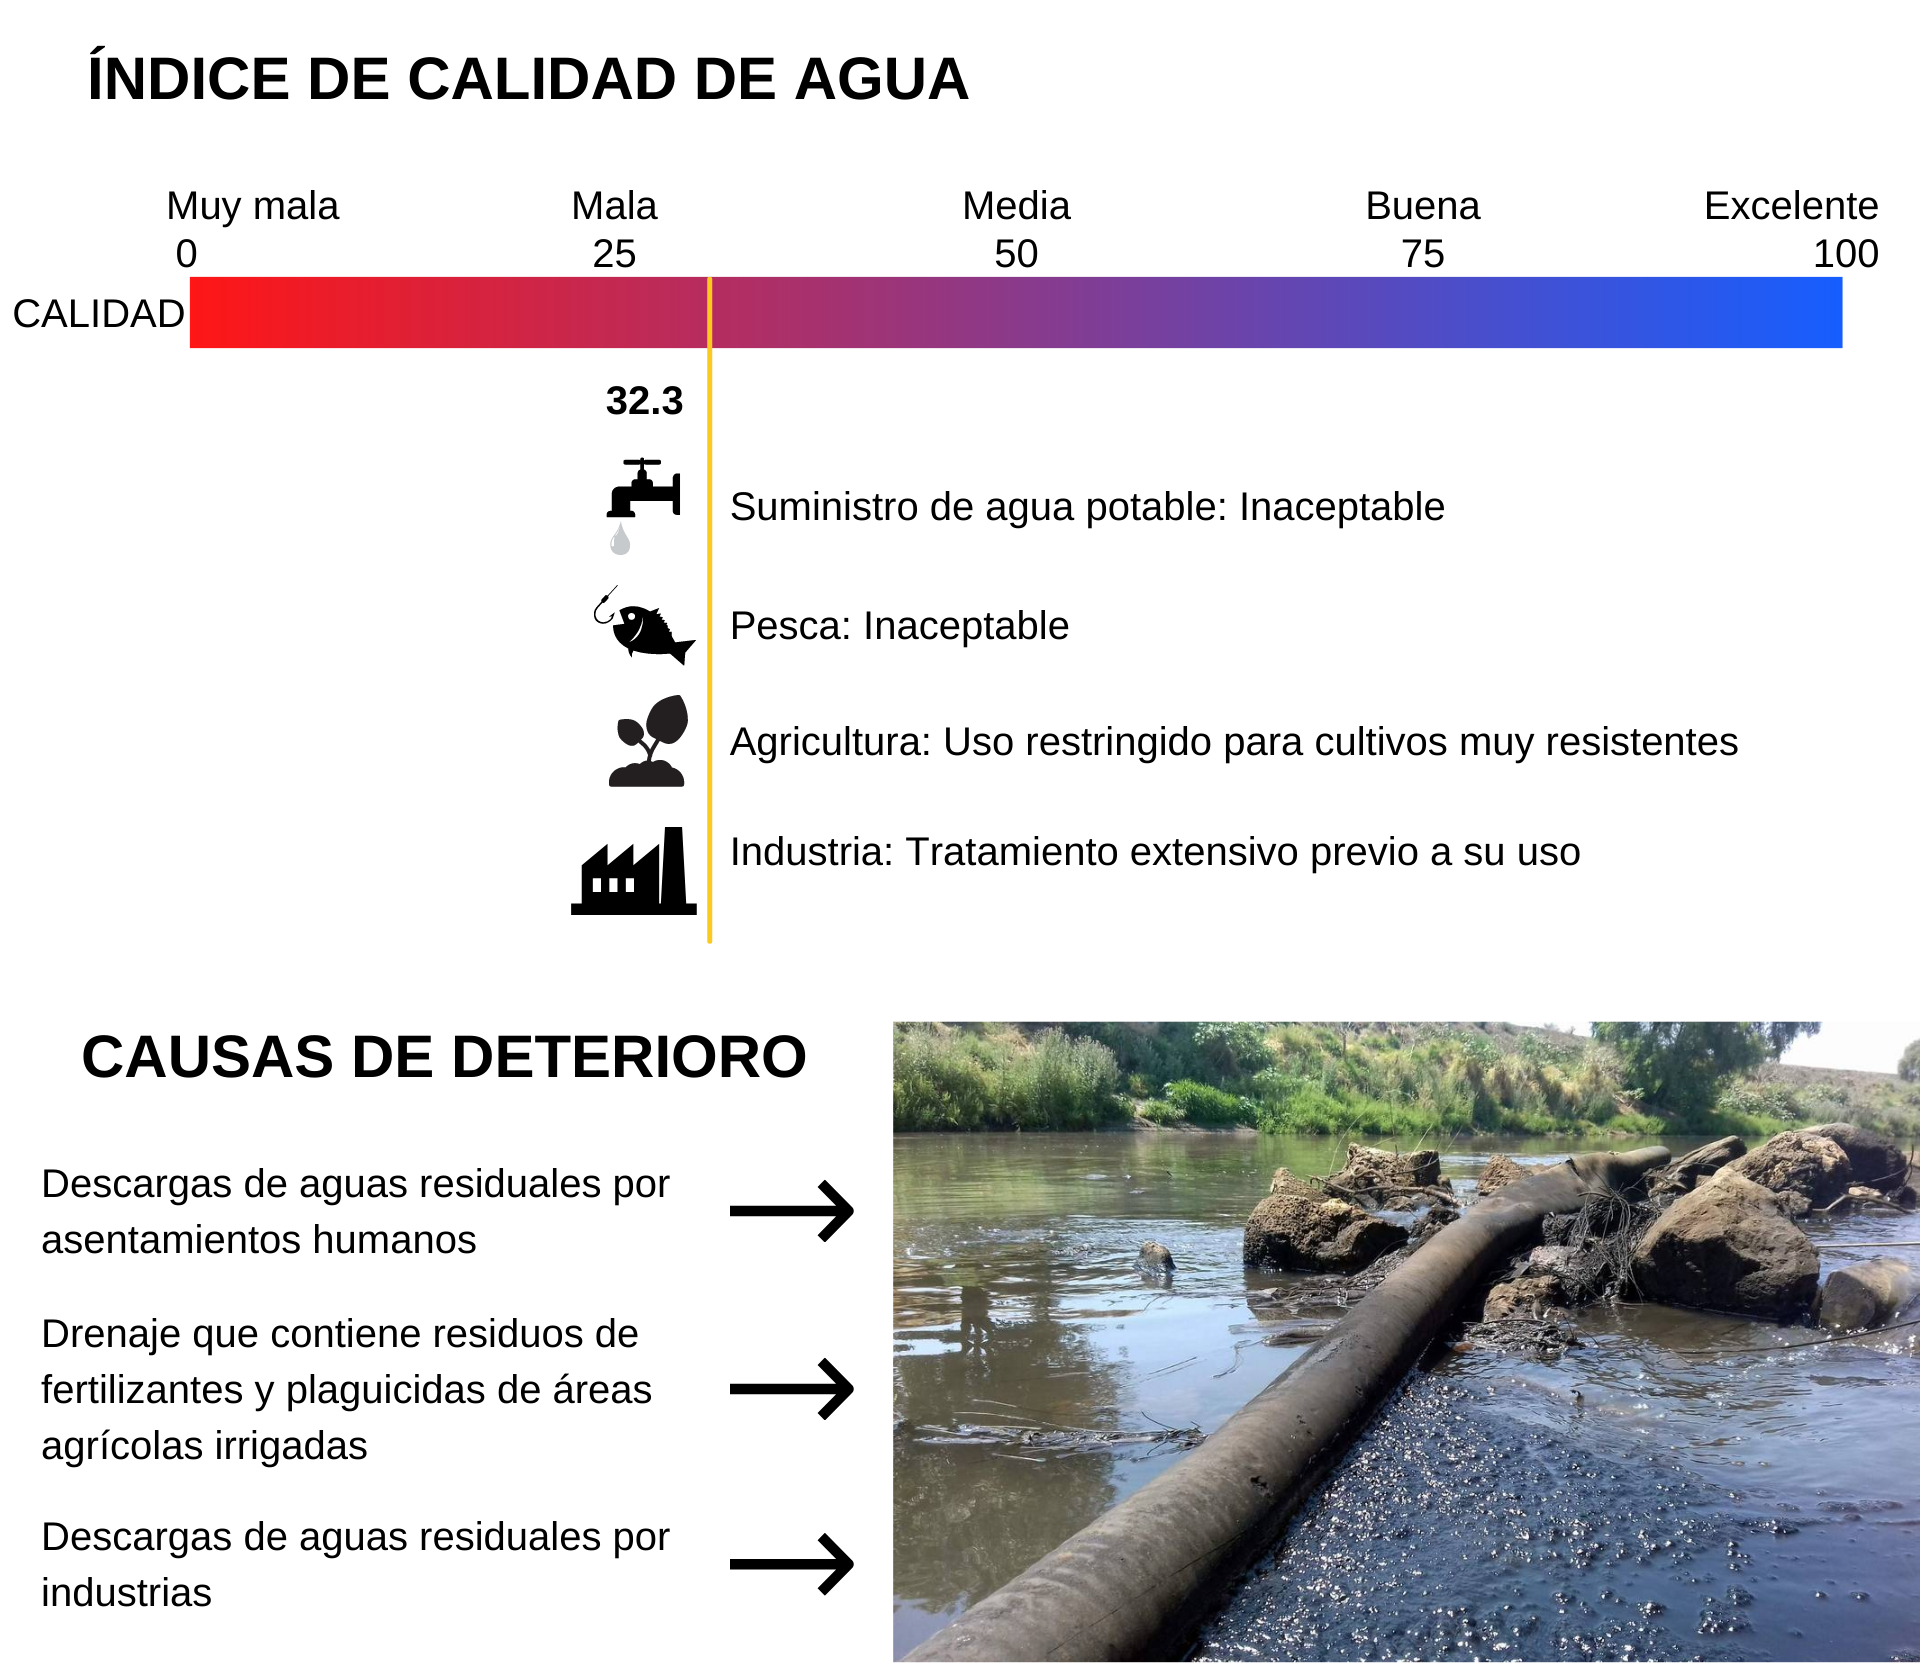 ÍNDICE DE CALIDAD DE AGUA
Muy mala Mala Media Buena Excelente
0 25 50 75 100
CALIDAD
32.3
Suministro de agua potable: Inaceptable
Pesca: Inaceptable
Agricultura: Uso restringido para cultivos muy resistentes
Industria: Tratamiento extensivo previo a su uso
CAUSAS DE DETERIORO
Descargas de aguas residuales por
asentamientos humanos
Drenaje que contiene residuos de
fertilizantes y plaguicidas de áreas
agrícolas irrigadas
Descargas de aguas residuales por
industrias